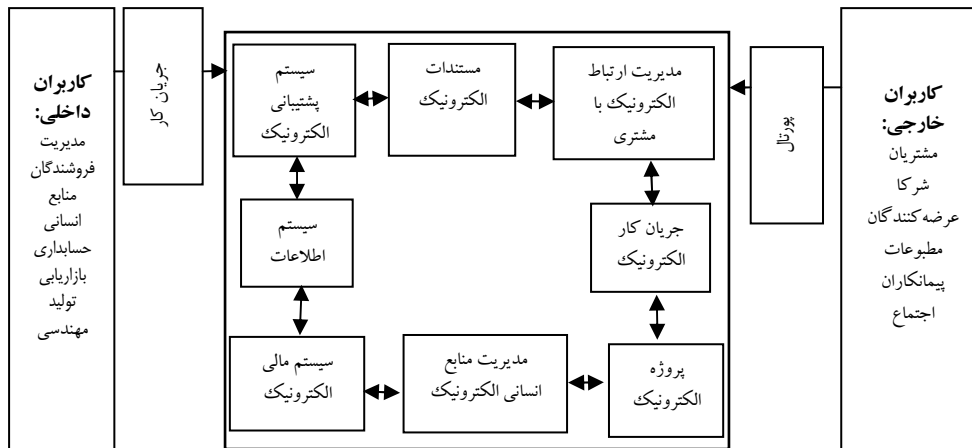 کاربران
خارجی:
مشتریان
شرکا
عرضه‌کنندگان
مطبوعات
پیمانکاران
اجتماع
پورتال
مدیریت ارتباط
الکترونیک با
مشتری
مستندات
الکترونیک
سیستم
پشتیبانی
الکترونیک
جریان کار
الکترونیک
سیستم
اطلاعات
پروژه
الکترونیک
مدیریت منابع
انسانی الکترونیک
سیستم مالی
الکترونیک
جریان کار
کاربران
داخلی:
مدیریت
فروشندگان
منابع
انسانی
حسابداری
بازاریابی
تولید
مهندسی